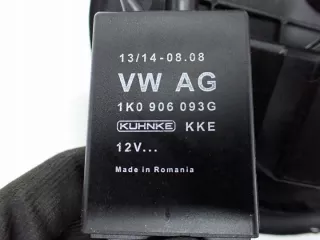 13/14-08.08
VW AG
1K0 906 093G
KUHNKE KKE
12V...
Made in Romania